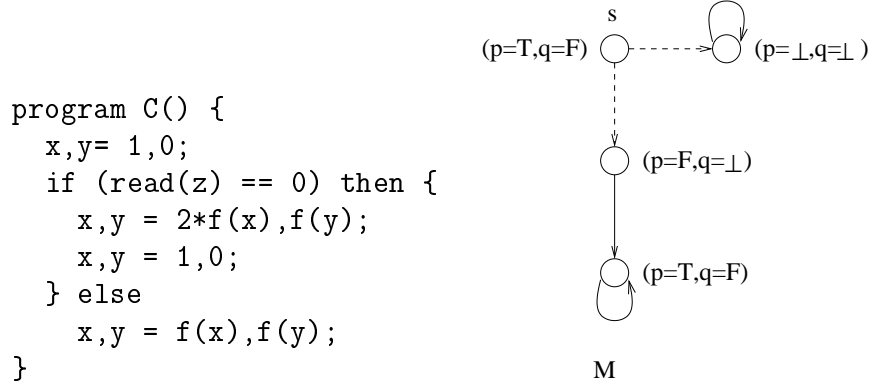 program C() {
x,y= 1,0;
if (read(z) == 0) then {
x,y = 2*f(x),f(y);
x,y = 1,0;
} else
x,y = f(x),f(y);
}
s
(p=T,q=F)
(p=⊥,q=⊥ )
(p=F,q=⊥)
(p=T,q=F)
M